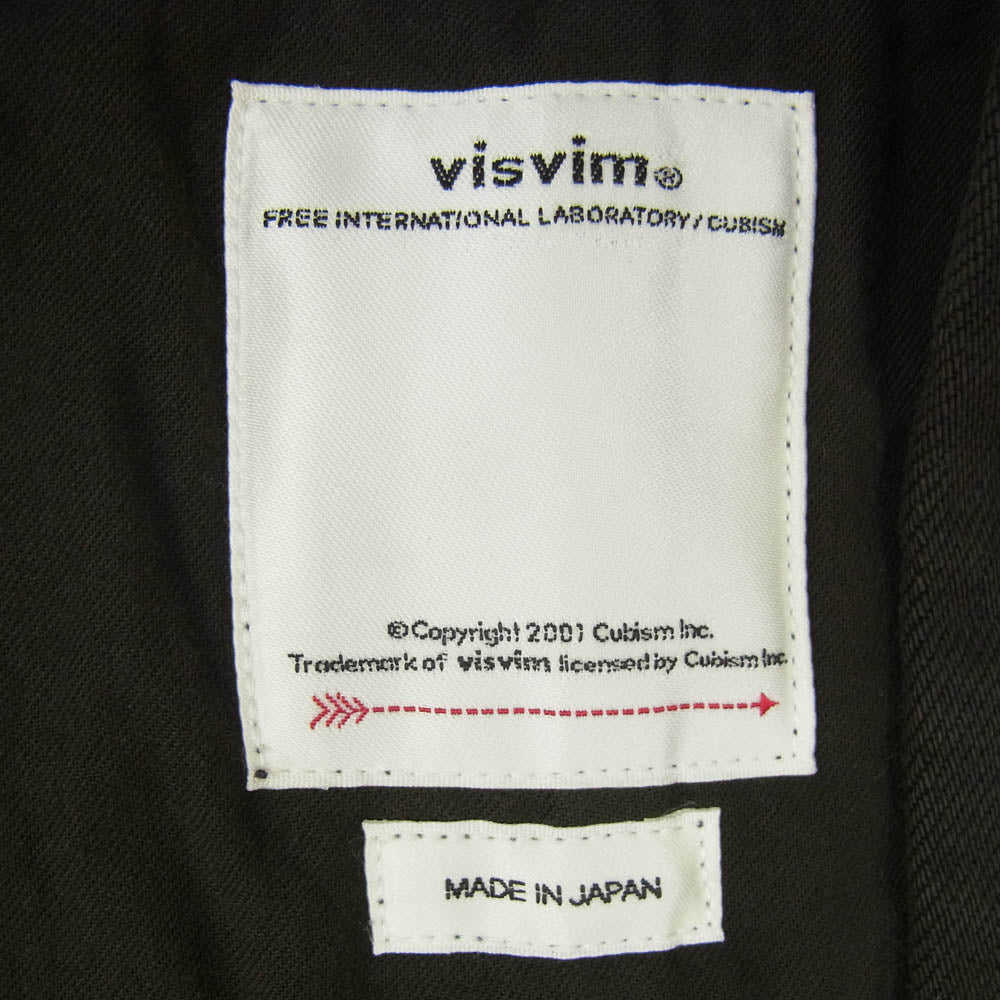 visvim®
FREE INTERNATIONAL LABORATORY / CUBISM
©Copyright 2001 Cubism Inc.
Trademark of visvim licensed by Cubism Inc.
MADE IN JAPAN